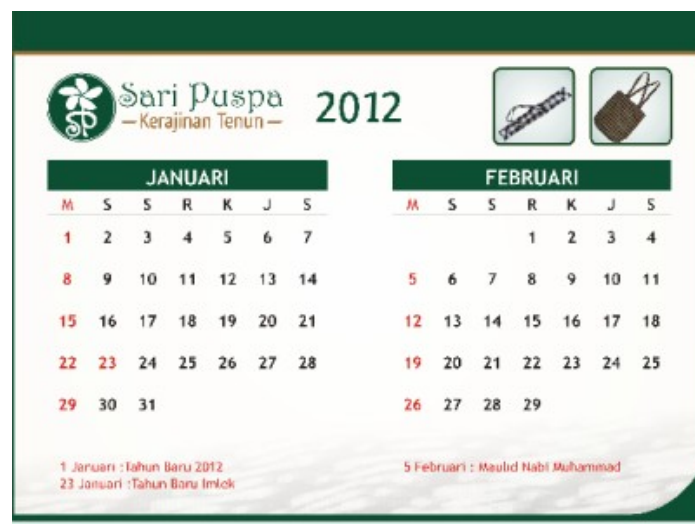 SP
Sari Puspa
Kerajinan Tenun
2012
JANUARI
M S S R K J S
1 2 3 4 5 6 7
8 9 10 11 12 13 14
15 16 17 18 19 20 21
22 23 24 25 26 27 28
29 30 31
1 Januari : Tahun Baru 2012
23 Januari : Tahun Baru Imlek
FEBRUARI
M S S R K J S
1 2 3 4
5 6 7 8 9 10 11
12 13 14 15 16 17 18
19 20 21 22 23 24 25
26 27 28 29
5 Februari : Maulid Nabi Muhammad